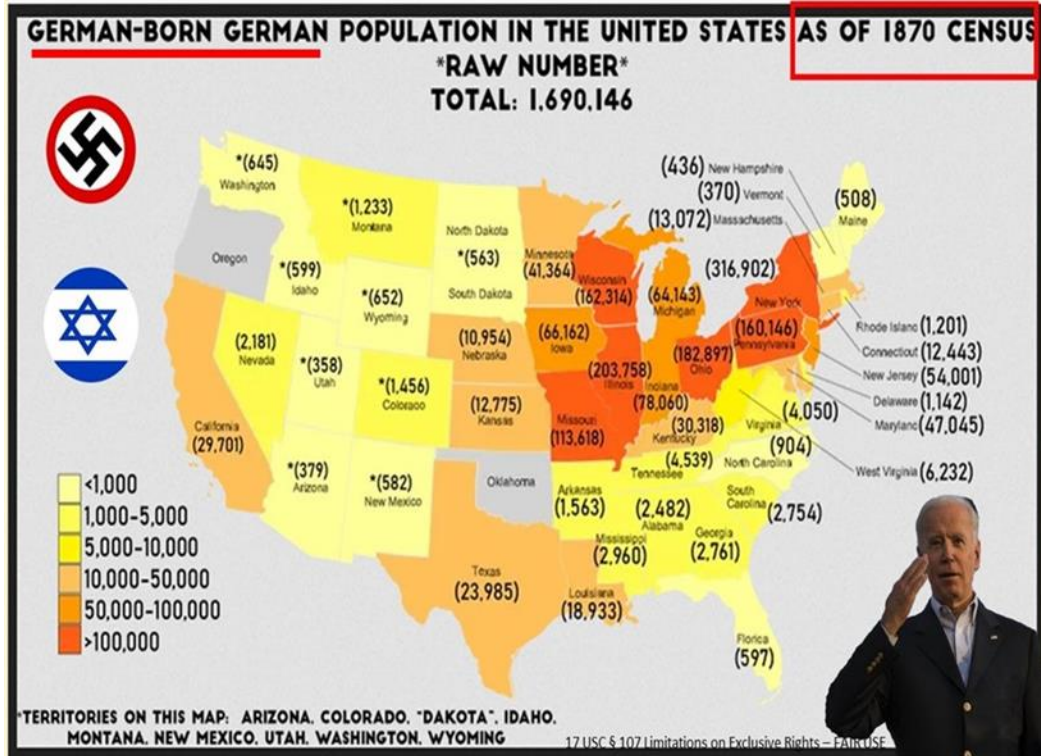 GERMAN-BORN GERMAN POPULATION IN THE UNITED STATES AS OF 1870 CENSUS
*RAW NUMBER*
TOTAL: 1.690.146
*(645)
Washington
*(1,233)
Montana
North Dakota
*(563)
South Dakota
Minnesota
(41,364)
Wisconsin
(162,314)
(64,143)
Michigan
(436) New Hampshire
(370) Vermont
(13,072) Massachusetts
(508)
Maine
(316,902)
New York
Oregon
*(599)
Idaho
*(652)
Wyoming
(10,954)
Nebraska
(66,162)
Iowa
(203,758)
Illinois
Indiana
(78,060)
(182,897)
Ohio
(160,146)
Pennsylvania
Rhode Island (1,201)
Connecticut (12,443)
New Jersey (54,001)
Delaware (1,142)
Maryland (47,045)
West Virginia (6,232)
(2,181)
Nevada
*(358)
Utah
*(1,456)
Colorado
(12,775)
Kansas
Missouri
(113,618)
(30,318)
Kentucky
Virginia
(4,050)
California
(29,701)
*(379)
Arizona
*(582)
New Mexico
Oklahoma
Arkansas
(1,563)
(4,539)
Tennessee
(904)
North Carolina
South
Carolina (2,754)
(2,482)
Alabama
Georgia
(2,761)
Mississippi
(2,960)
Texas
(23,985)
Louisiana
(18,933)
Florida
(597)
<1,000
1,000-5,000
5,000-10,000
10,000-50,000
50,000-100,000
>100,000
*TERRITORIES ON THIS MAP: ARIZONA. COLORADO. "DAKOTA". IDAHO.
MONTANA. NEW MEXICO. UTAH. WASHINGTON. WYOMING
17 USC § 107 Limitations on Exclusive Rights – FAIR USE